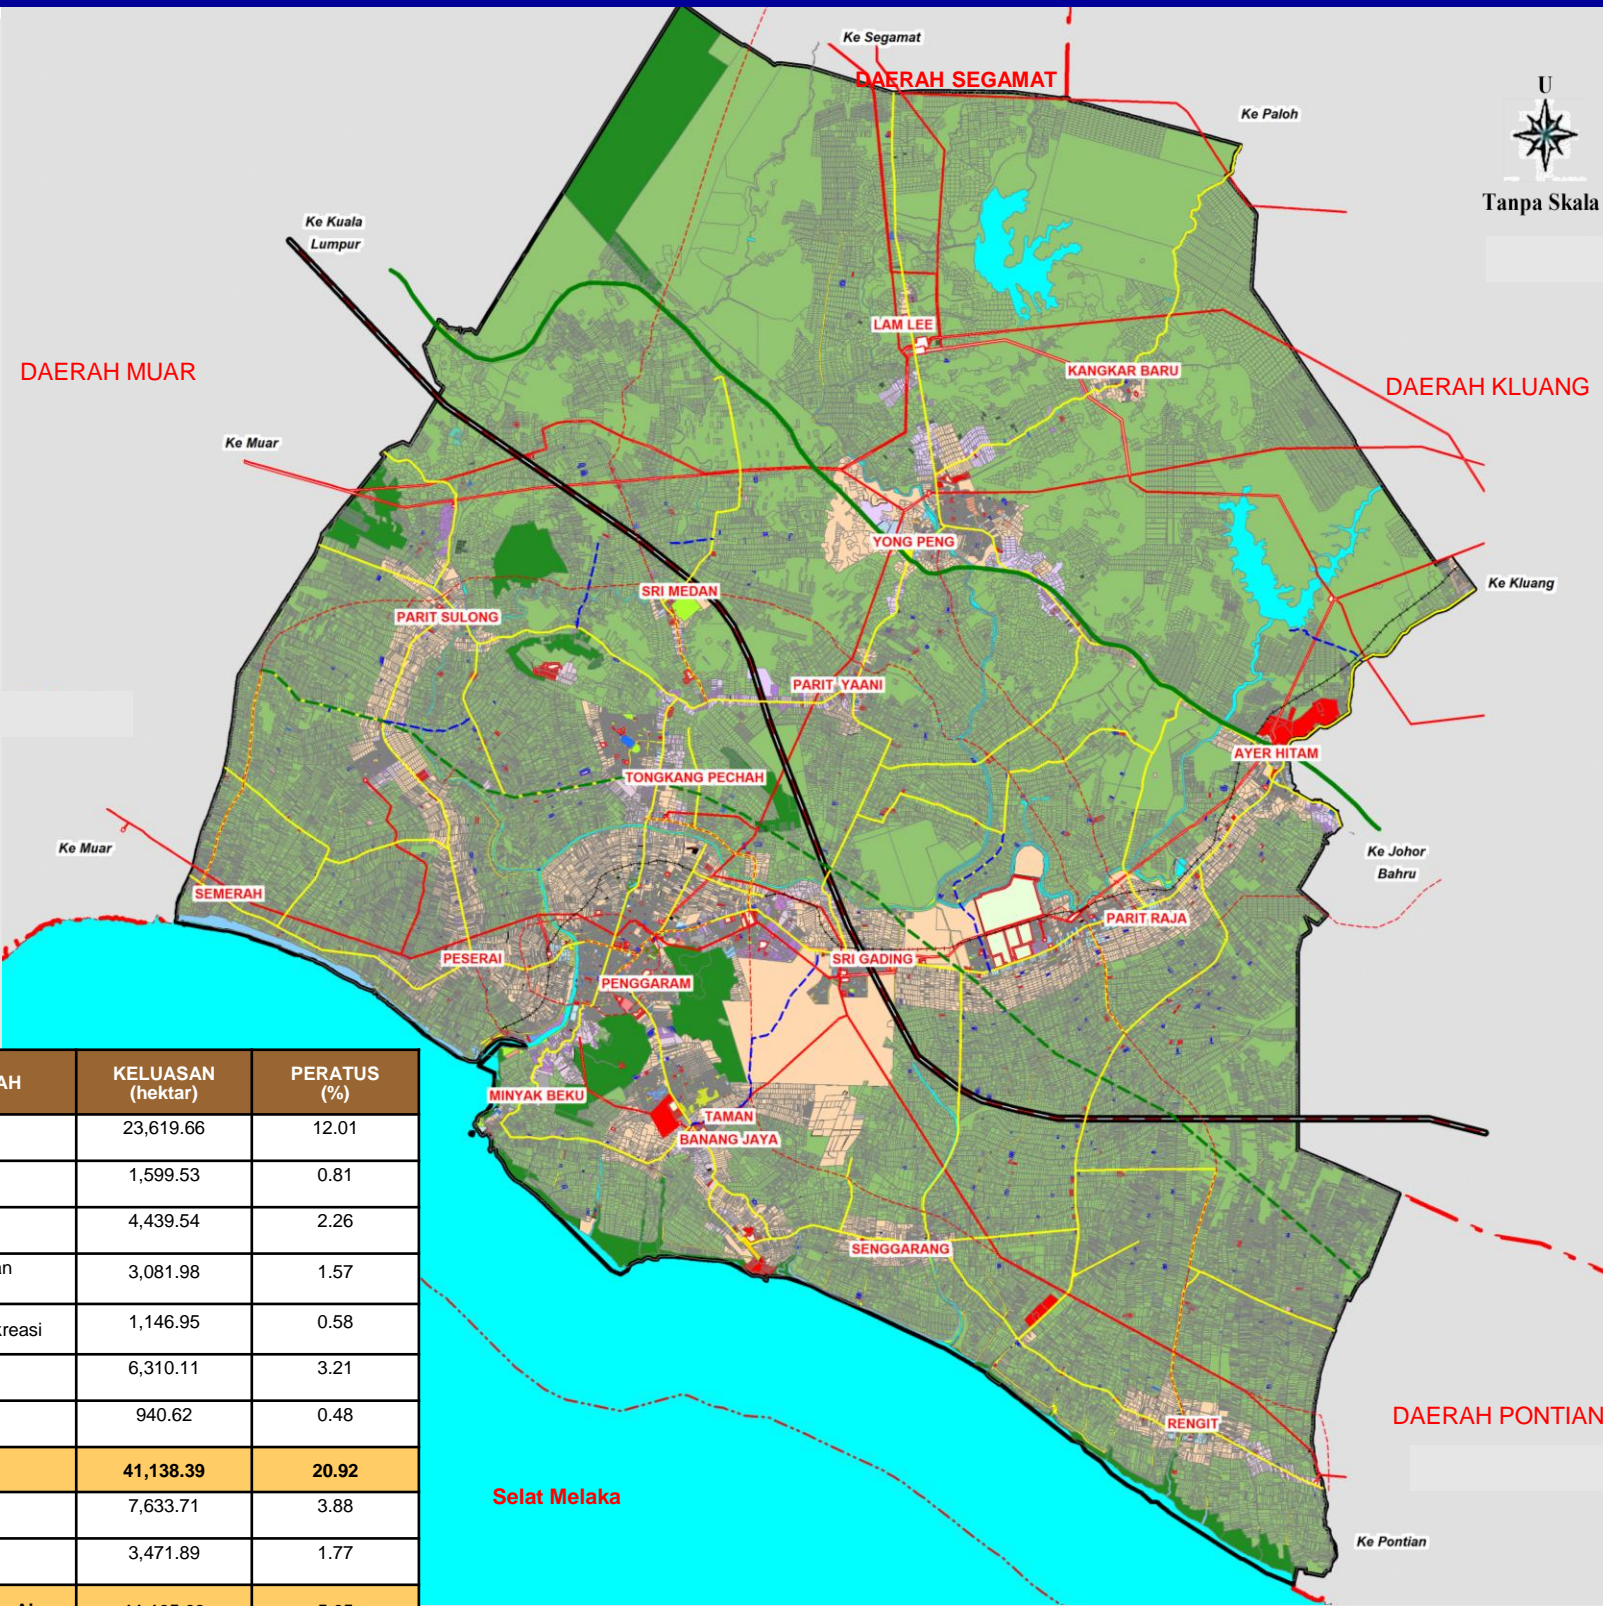 Ke Segamat
DAERAH SEGAMAT
Ke Paloh
U
Tanpa Skala
Ke Kuala
Lumpur
LAM LEE
KANGKAR BARU
DAERAH MUAR
DAERAH KLUANG
Ke Muar
YONG PENG
Ke Kluang
SRI MEDAN
PARIT SULONG
PARIT YAANI
AYER HITAM
TONGKANG PECHAH
Ke Muar
Ke Johor
Bahru
SEMERAH
PARIT RAJA
PESERAI
SRI GADING
PENGGARAM
MINYAK BEKU
TAMAN
BANANG JAYA
SENGGARANG
RENGIT
DAERAH PONTIAN
Selat Melaka
Ke Pontian
AH KELUASAN PERATUS
(hektar) (%)
23,619.66 12.01
1,599.53 0.81
4,439.54 2.26
an 3,081.98 1.57
kreasi 1,146.95 0.58
6,310.11 3.21
940.62 0.48
41,138.39 20.92
7,633.71 3.88
3,471.89 1.77